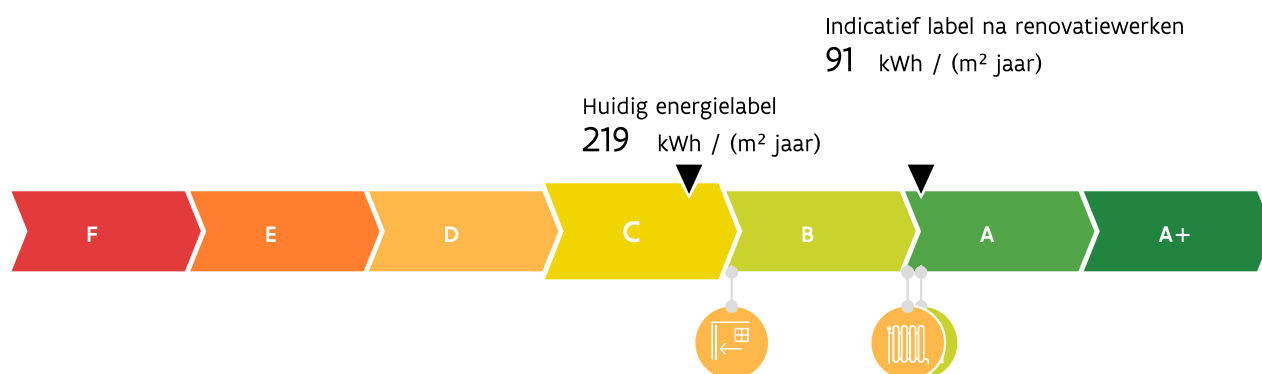 Indicatief label na renovatiewerken
91 kWh / (m² jaar)
Huidig energielabel
219 kWh / (m² jaar)
F E D C B A A+